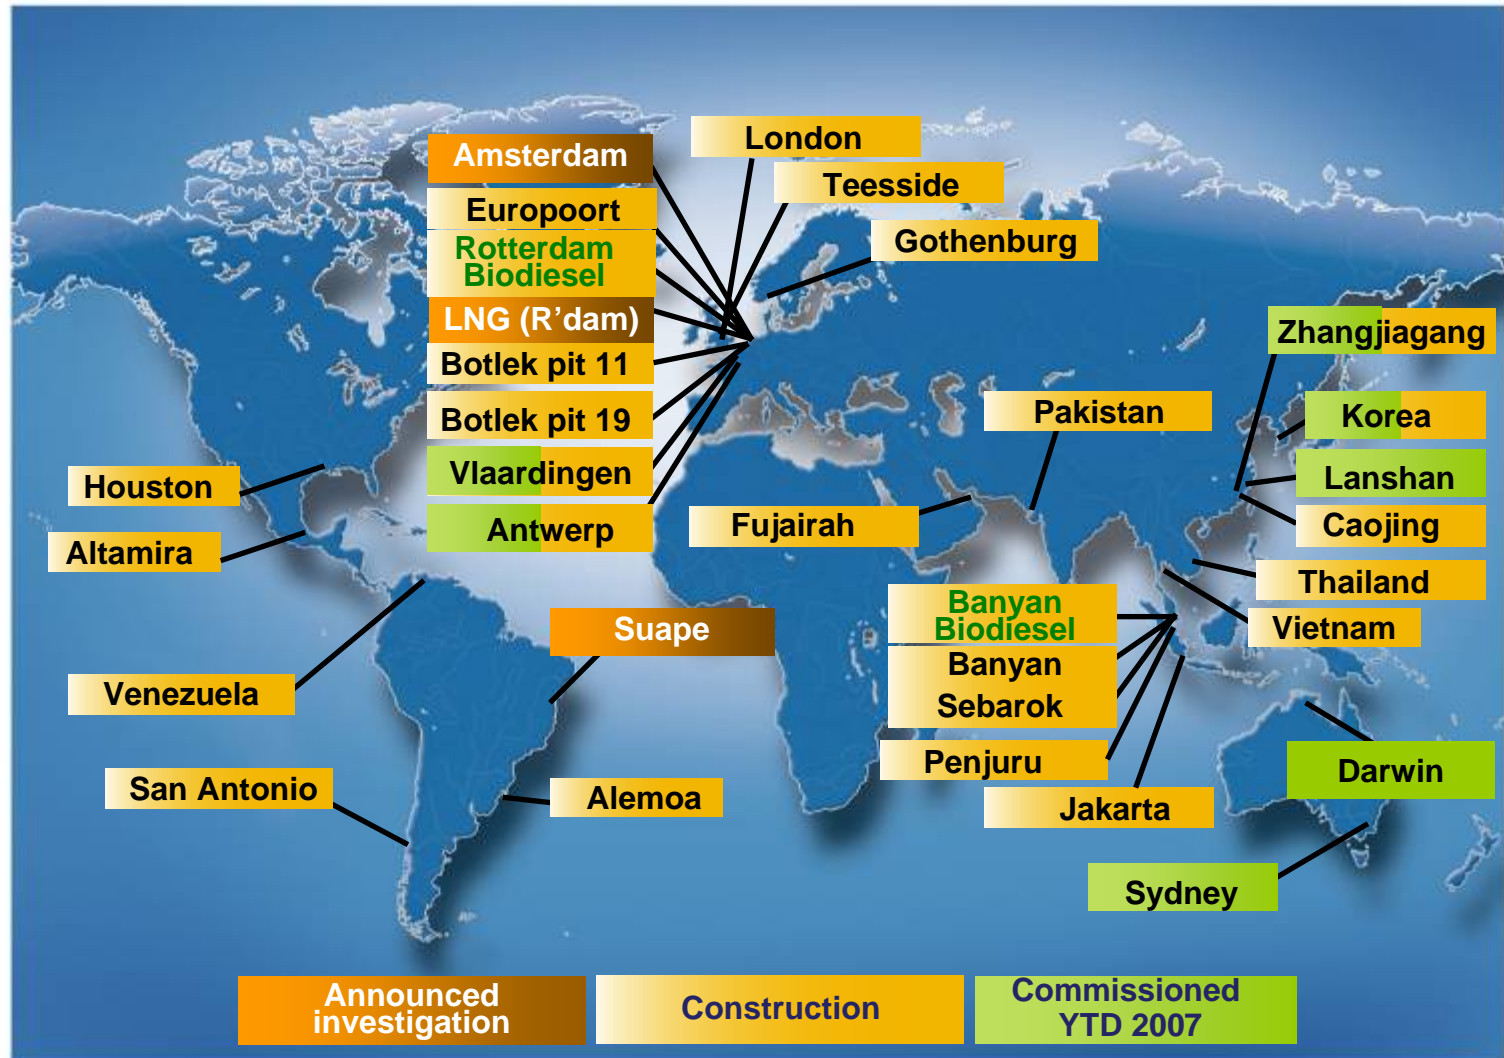 Amsterdam
Europoort
Rotterdam
Biodiesel
LNG (R’dam)
Botlek pit 11
Botlek pit 19
Vlaardingen
Antwerp
London
Teesside
Gothenburg
Zhangjiagang
Korea
Lanshan
Caojing
Thailand
Vietnam
Pakistan
Fujairah
Houston
Altamira
Venezuela
San Antonio
Suape
Alemoa
Banyan
Biodiesel
Banyan
Sebarok
Penjuru
Jakarta
Darwin
Sydney
Announced
investigation
Construction
Commissioned
YTD 2007